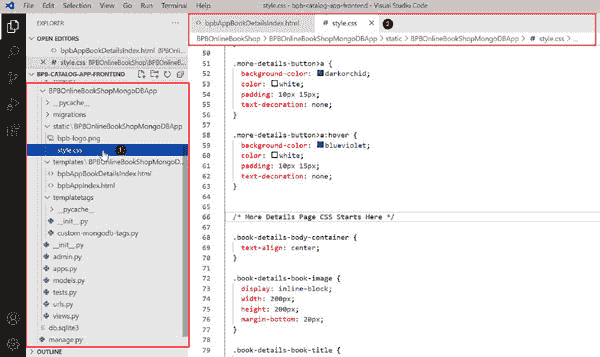 File Edit Selection View Go Run Terminal Help
style.css - bpb-catalog-app-frontend - Visual Studio Code
EXPLORER
OPEN EDITORS
<> bpbAppBookDetailsIndex.html BPBOn...
× # style.css BPBOnlineBookShop\BPBOnl...
BPB-CATALOG-APP-FRONTEND
BPBOnlineBookShopMongoDBApp
> __pycache__
> migrations
static \ BPBOnlineBookShopMongoDBApp
bpb-logo.png
style.css 1
templates \ BPBOnlineBookShopMongoD...
<> bpbAppBookDetailsIndex.html
<> bpbAppIndex.html
templatetags
> __pycache__
__init__.py
custom-mongodb-tags.py
__init__.py
admin.py
apps.py
models.py
tests.py
urls.py
views.py
db.sqlite3
manage.py
> OUTLINE
<> bpbAppBookDetailsIndex.html
# style.css × 2
BPBOnlineBookShop > BPBOnlineBookShopMongoDBApp > static > BPBOnlineBookShopMongoDBApp > # style.css > ...
50
51 .more-details-button>a {
52 background-color: darkorchid;
53 color: white;
54 padding: 10px 15px;
55 text-decoration: none;
56 }
57
58 .more-details-button>a:hover {
59 background-color: blueviolet;
60 color: white;
61 padding: 10px 15px;
62 text-decoration: none;
63 }
64
65
66 /* More Details Page CSS Starts Here */
67
68 .book-details-body-container {
69 text-align: center;
70 }
71
72 .book-details-book-image {
73 display: inline-block;
74 width: 200px;
75 height: 200px;
76 margin-bottom: 20px;
77 }
78
79 .book-details-book-title {